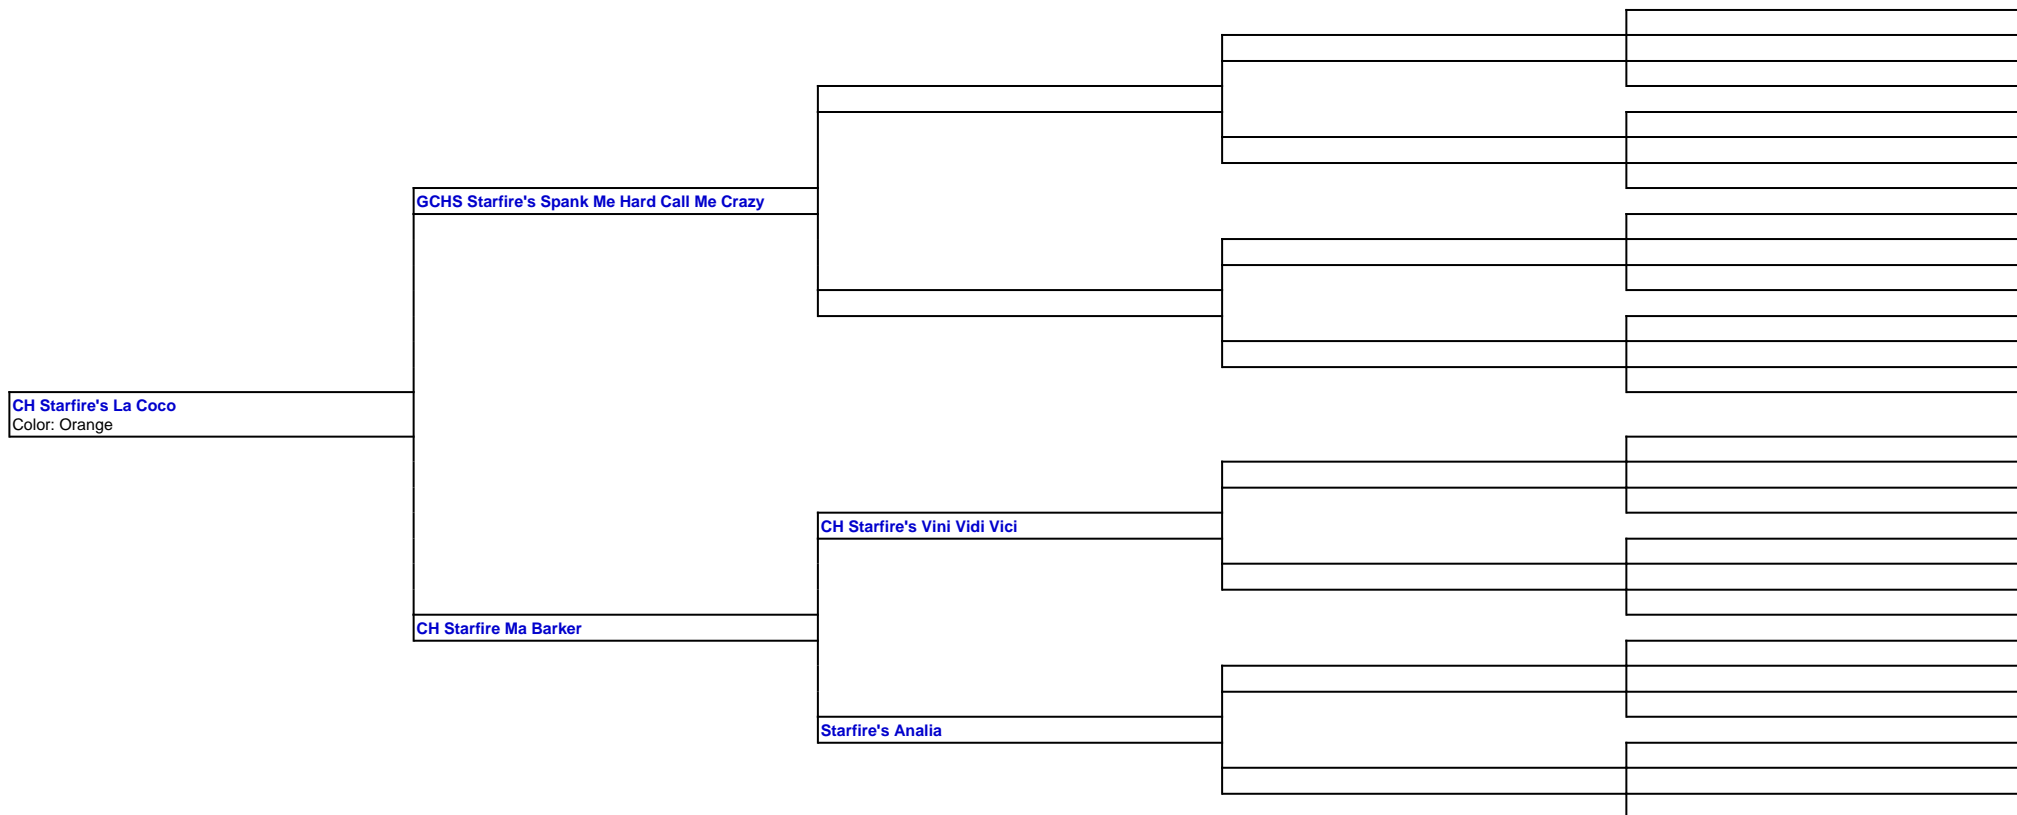 GCHS Starfire's Spank Me Hard Call Me Crazy
CH Starfire's La Coco
Color: Orange
CH Starfire's Vini Vidi Vici
CH Starfire Ma Barker
Starfire's Analia